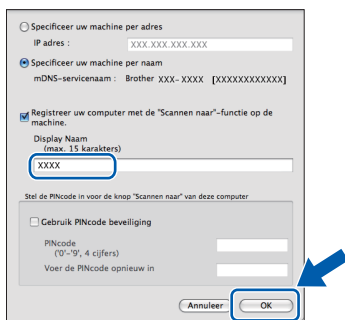 Specificeer uw machine per adres
IP adres : XXX.XXX.XXX.XXX
Specificeer uw machine per naam
mDNS-servicenaam : Brother XXX-XXXX [XXXXXXXXXXXX]
Registreer uw computer met de "Scannen naar"-functie op de
machine.
Display Naam
(max. 15 karakters)
XXXX
Stel de PINcode in voor de knop "Scannen naar" van deze computer
Gebruik PINcode beveiliging
PINcode
('0'-'9', 4 cijfers)
Voer de PINcode opnieuw in
Annuleer OK